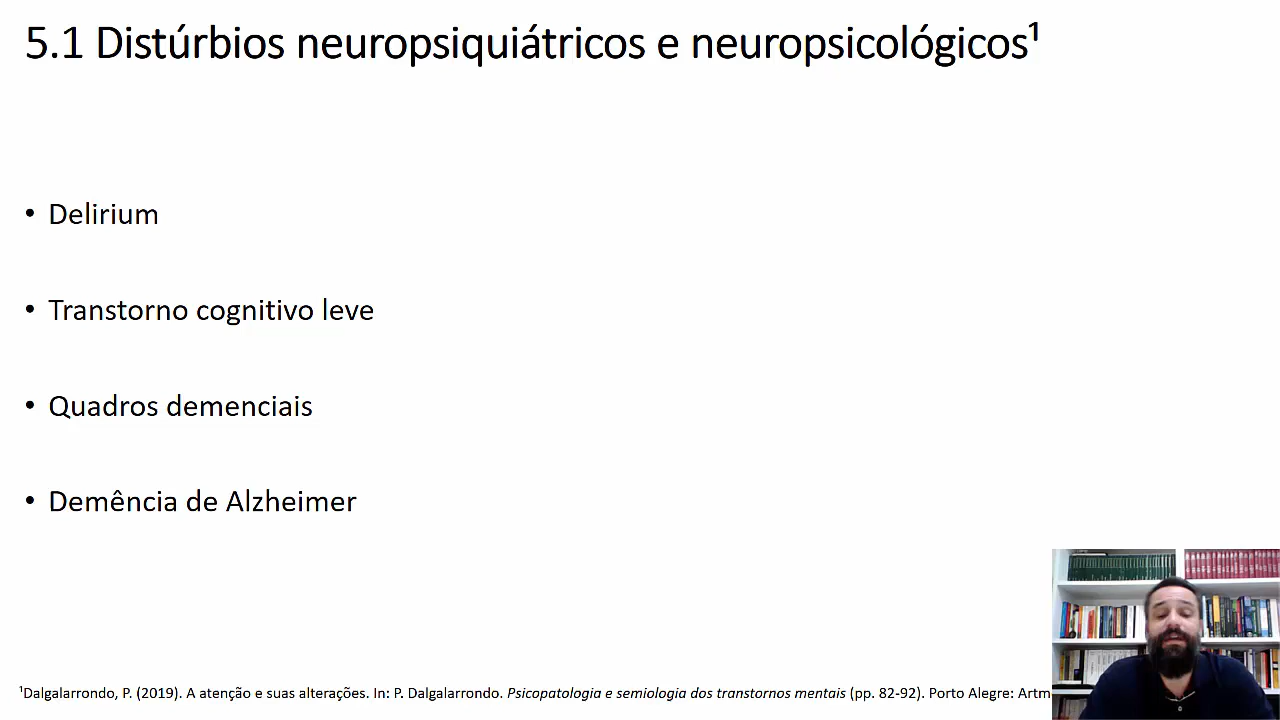 5.1 Distúrbios neuropsiquiátricos e neuropsicológicos¹
• Delirium
• Transtorno cognitivo leve
• Quadros demenciais
• Demência de Alzheimer
¹Dalgalarrondo, P. (2019). A atenção e suas alterações. In: P. Dalgalarrondo. Psicopatologia e semiologia dos transtornos mentais (pp. 82-92). Porto Alegre: